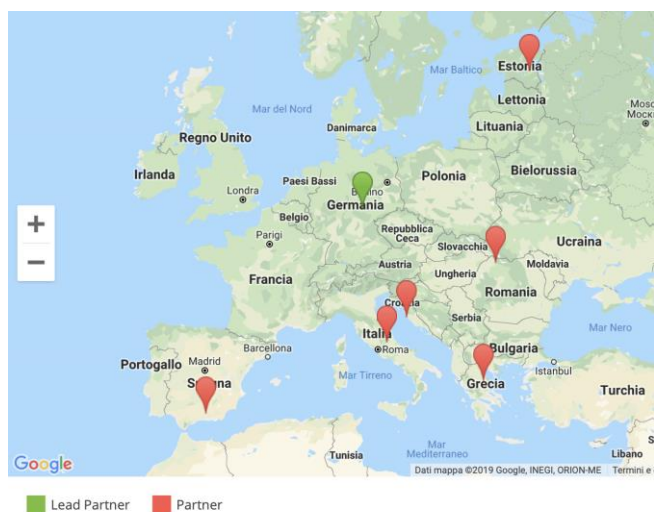 Estonia
Mar Baltico
Lettonia
Mosc
Моск
Mar del Nord
Danimarca
Lituania
Regno Unito
Irlanda
Londra
Paesi Bassi
Polonia
Bielorussia
Germania
Belgio
Parigi
Repubblica
Ceca
Slovacchia
Ucraina
Austria
Ungheria
Moldavia
Francia
Romania
Serbia
Italia
Roma
Bulgaria
Mar Nero
Barcellona
Portogallo
Madrid
Istanbul
Mar Tirreno
Grecia
Turchia
Mar
Mediterraneo
Tunisia
Libano
S
Google
Dati mappa ©2019 Google, INEGI, ORION-ME
Termini e
Lead Partner
Partner